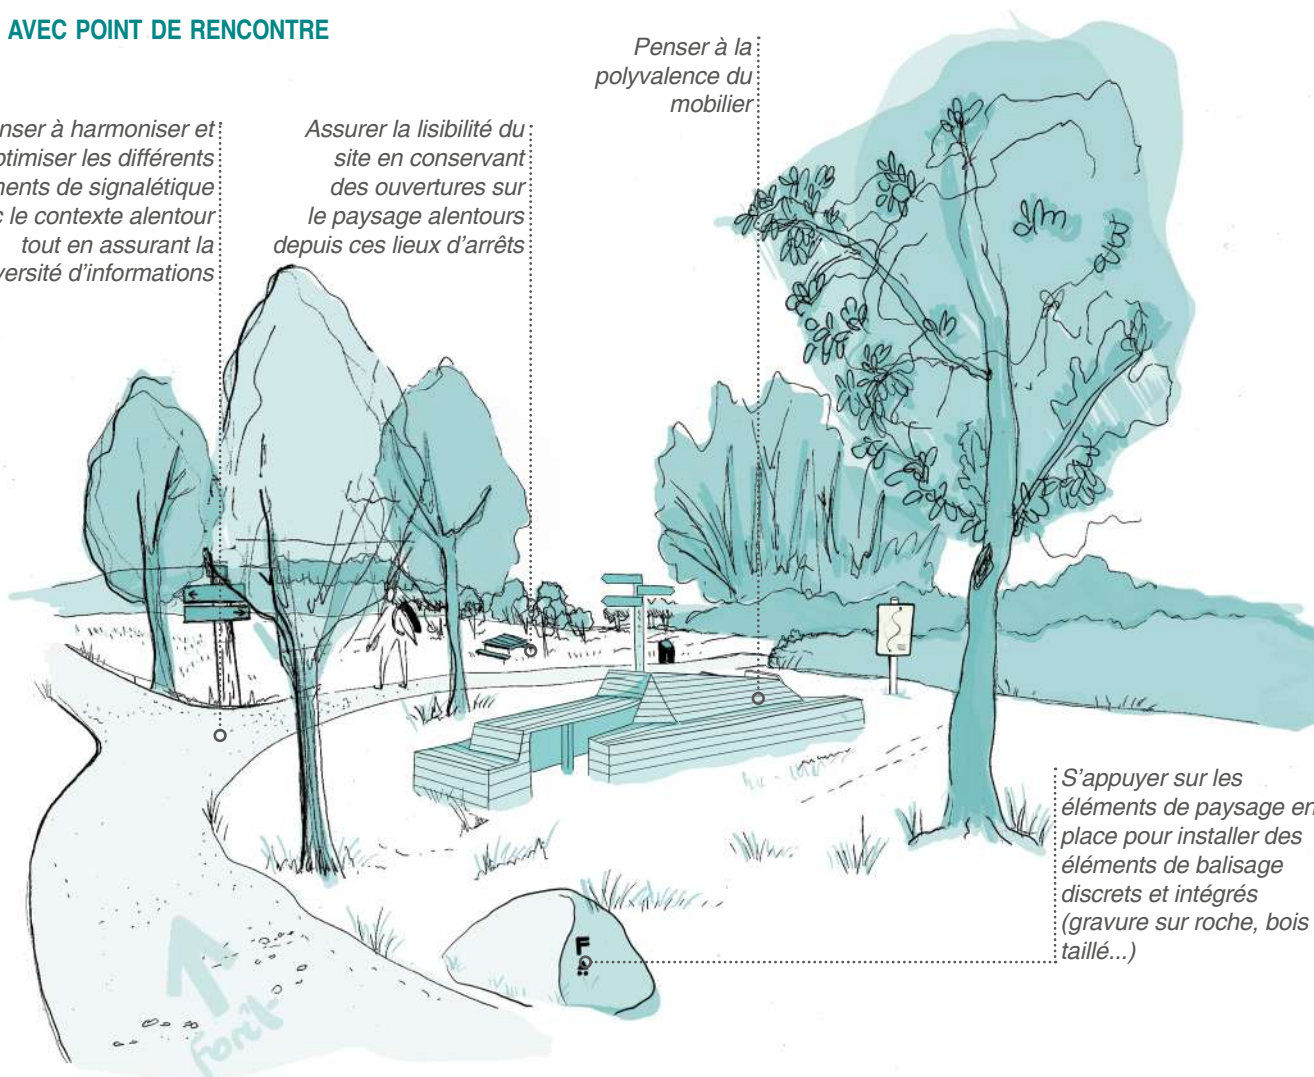 AVEC POINT DE RENCONTRE
Penser à la
polyvalence du
mobilier
nser à harmoniser et
ptimiser les différents
nents de signalétique
c le contexte alentour
tout en assurant la
versité d'informations
Assurer la lisibilité du
site en conservant
des ouvertures sur
le paysage alentours
depuis ces lieux d'arrêts
S'appuyer sur les
éléments de paysage en
place pour installer des
éléments de balisage
discrets et intégrés
(gravure sur roche, bois
taillé...)
F
Forêt